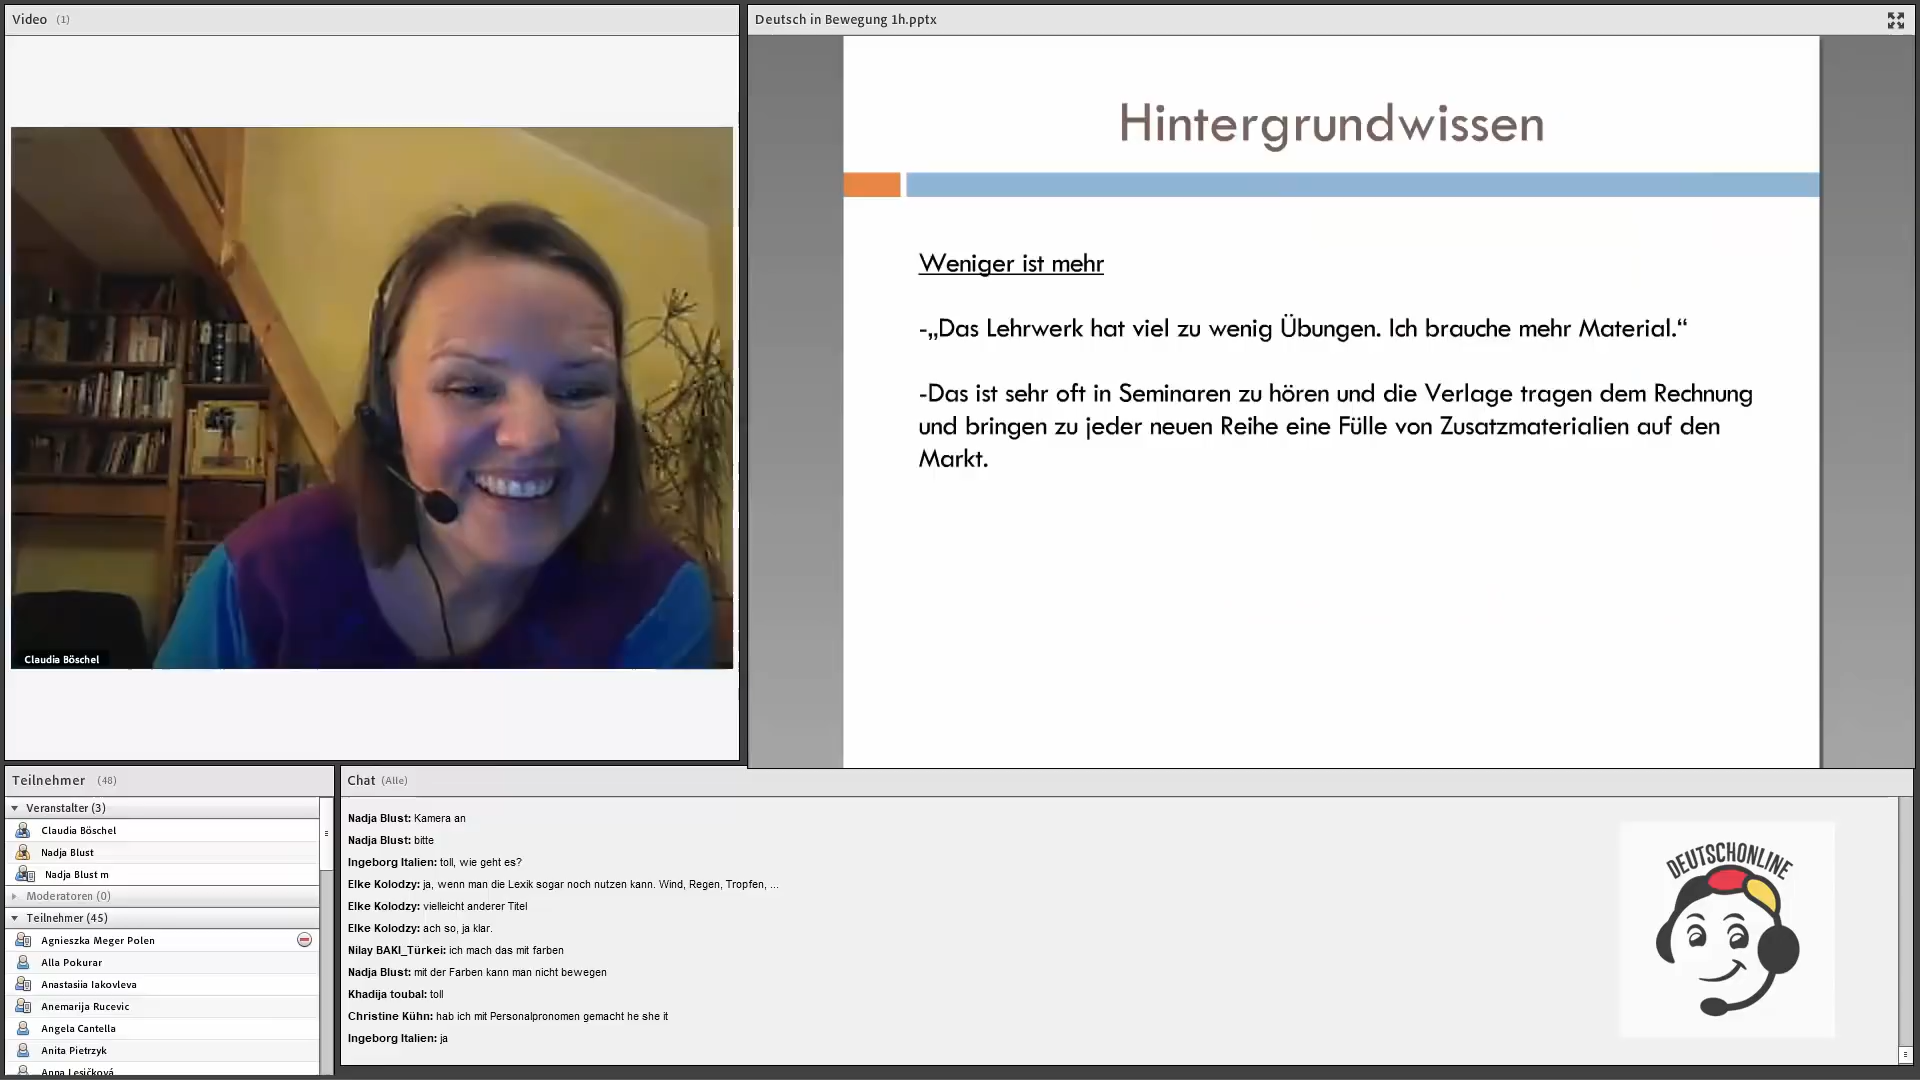 Video (1)
Claudia Böschel
Deutsch in Bewegung 1h.pptx
Hintergrundwissen
Weniger ist mehr
-„Das Lehrwerk hat viel zu wenig Übungen. Ich brauche mehr Material.“
-Das ist sehr oft in Seminaren zu hören und die Verlage tragen dem Rechnung
und bringen zu jeder neuen Reihe eine Fülle von Zusatzmaterialien auf den
Markt.
Teilnehmer (48)
Veranstalter (3)
Claudia Böschel
Nadja Blust
Nadja Blust m
Moderatoren (0)
Teilnehmer (45)
Agnieszka Meger Polen
Alla Pokurar
Anastasiia Iakovleva
Anemarija Rucevic
Angela Cantella
Anita Pietrzyk
Anna Lesičková
Chat (Alle)
Nadja Blust: Kamera an
Nadja Blust: bitte
Ingeborg Italien: toll, wie geht es?
Elke Kolodzy: ja, wenn man die Lexik sogar noch nutzen kann. Wind, Regen, Tropfen, ...
Elke Kolodzy: vielleicht anderer Titel
Elke Kolodzy: ach so, ja klar.
Nilay BAKI_Türkei: ich mach das mit farben
Nadja Blust: mit der Farben kann man nicht bewegen
Khadija toubal: toll
Christine Kühn: hab ich mit Personalpronomen gemacht he she it
Ingeborg Italien: ja
DEUTSCHONLINE